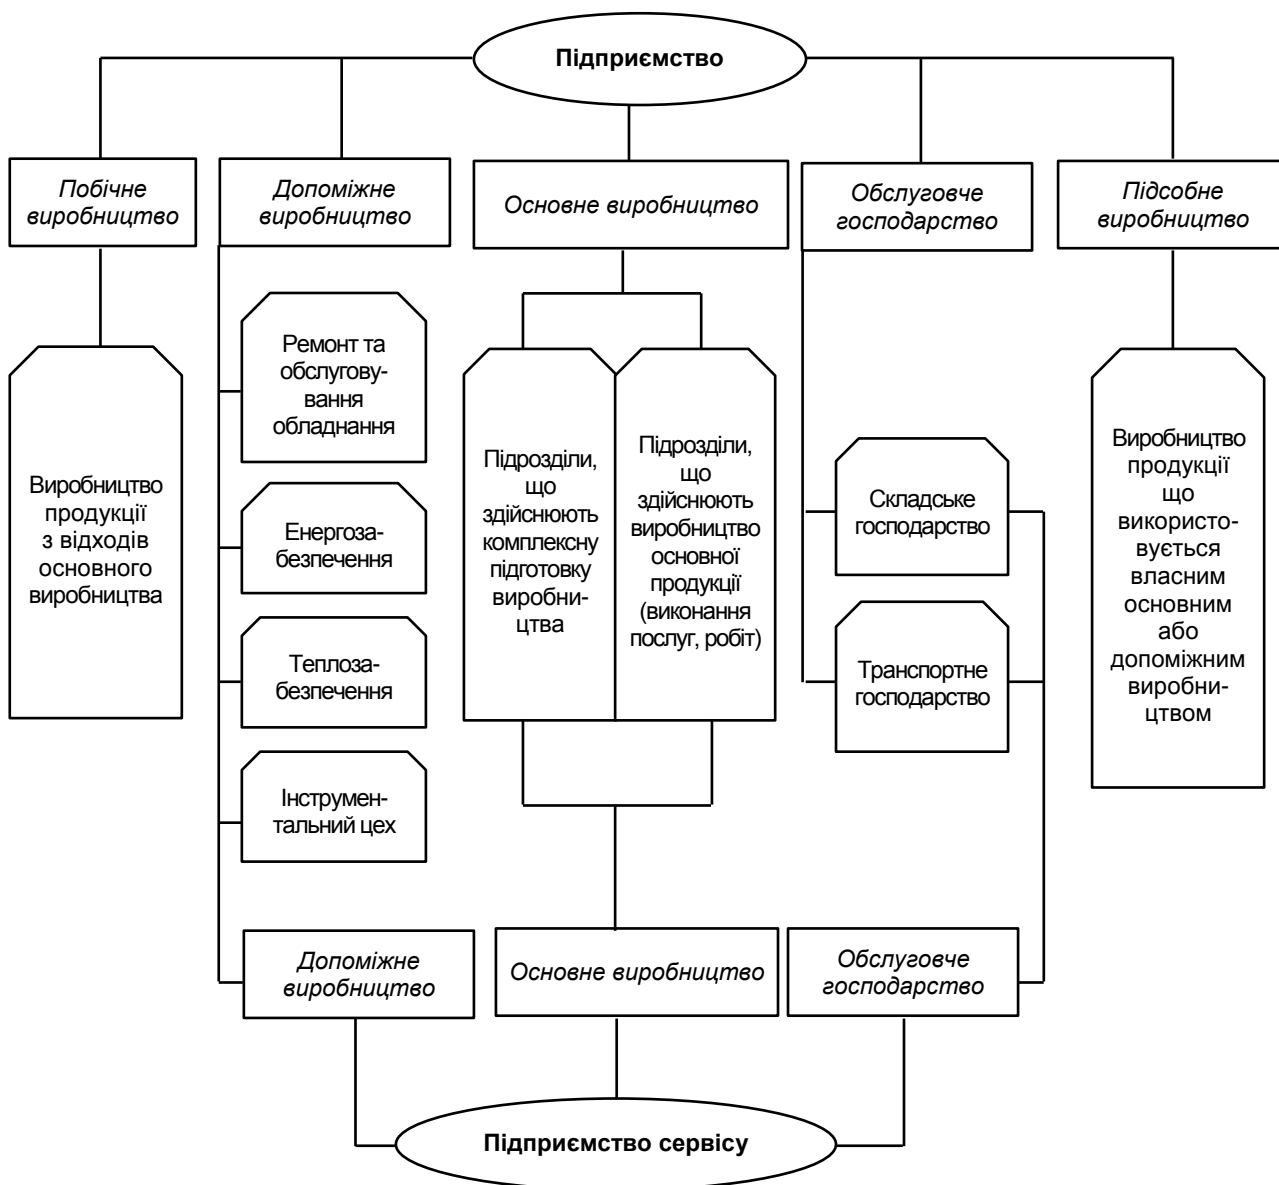 Підприємство
Побічне
виробництво
Допоміжне
виробництво
Основне виробництво
Обслуговче
господарство
Підсобне
виробництво
Виробництво
продукції
з відходів
основного
виробництва
Ремонт та
обслугову-
вання
обладнання
Енергоза-
безпечення
Теплоза-
безпечення
Інструмен-
тальний цех
Підрозділи,
що
здійснюють
комплексну
підготовку
виробни-
цтва
Підрозділи,
що
здійснюють
виробництво
основної
продукції
(виконання
послуг, робіт)
Складське
господарство
Транспортне
господарство
Виробництво
продукції
що
використо-
вується
власним
основним
або
допоміжним
виробни-
цтвом
Допоміжне
виробництво
Основне виробництво
Обслуговче
господарство
Підприємство сервісу